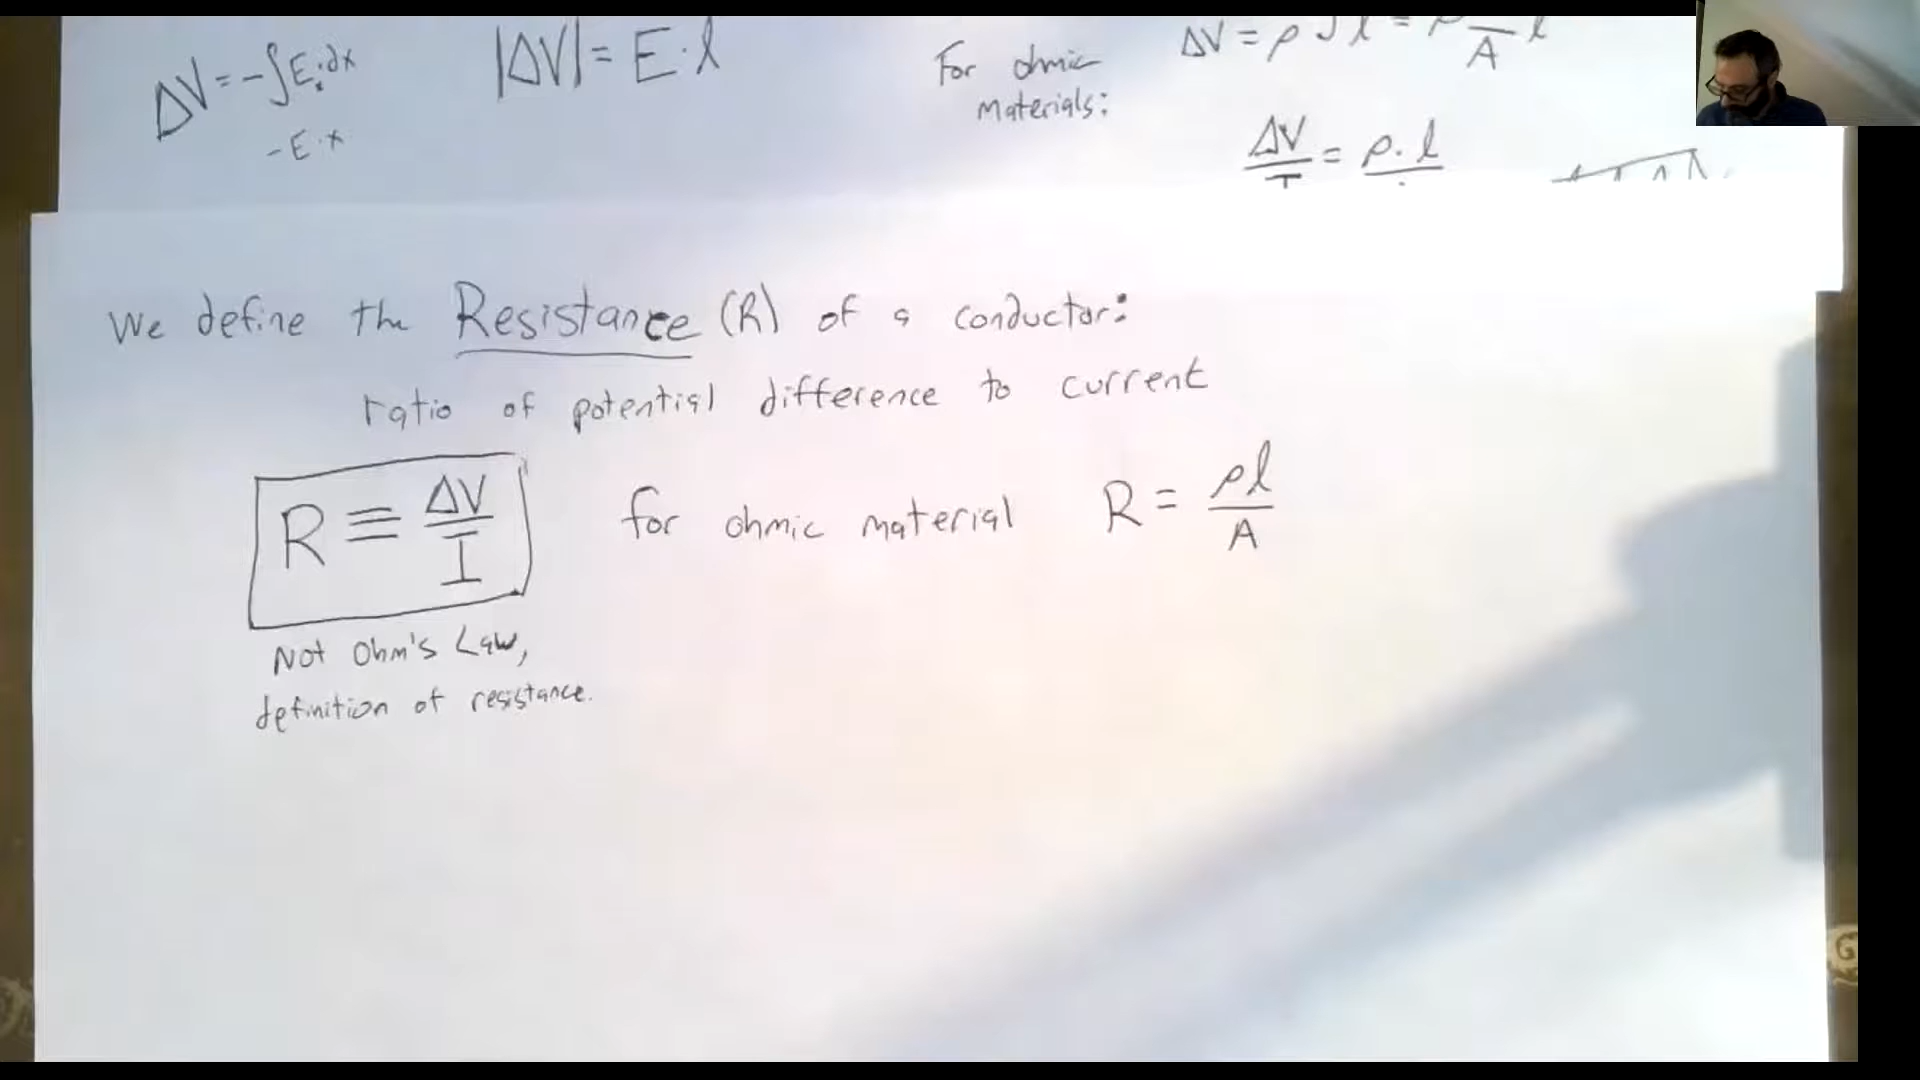 ΔV = -∫E·dx
-E·x
|ΔV| = E·l
For ohmic
materials:
ΔV = ρJl = ρ
A l
ΔV/I = ρ·l
We define the Resistance (R) of a conductor:
ratio of potential difference to current
R ≡ ΔV/I
for ohmic material R = ρl/A
Not Ohm's Law,
definition of resistance.